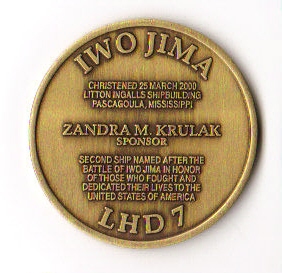 IWO JIMA
CHRISTENED 25 MARCH 2000
LITTON INGALLS SHIPBUILDING
PASCAGOULA, MISSISSIPPI
ZANDRA M. KRULAK
SPONSOR
SECOND SHIP NAMED AFTER THE
BATTLE OF IWO JIMA IN HONOR
OF THOSE WHO FOUGHT AND
DEDICATED THEIR LIVES TO THE
UNITED STATES OF AMERICA
LHD 7